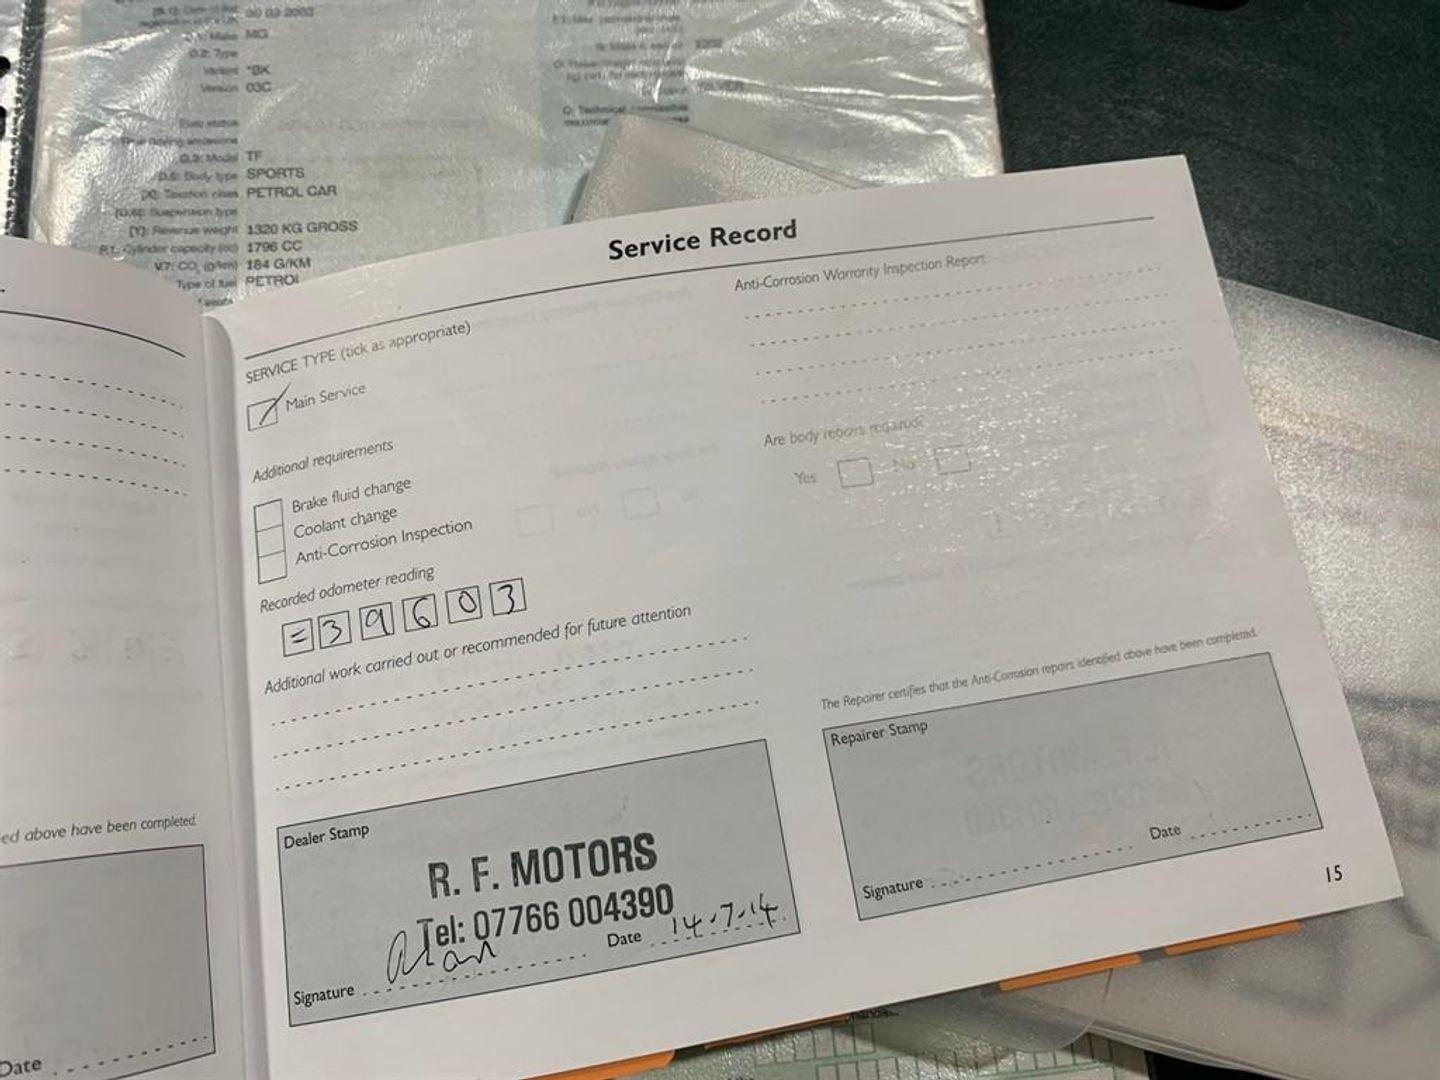 MG
*BK
Version 03C
D.3: Model TF
D.5: Body type SPORTS
[X]: Taxation class PETROL CAR
[D.6]: Suspension type
[Y]: Revenue weight 1320 KG GROSS
P.1: Cylinder capacity (cc) 1796 CC
V.7: CO2 (g/km) 184 G/KM
Type of fuel PETROL
Service Record
SERVICE TYPE (tick as appropriate)
Main Service
Additional requirements
Brake fluid change
Coolant change
Anti-Corrosion Inspection
Recorded odometer reading
= 3 9 6 0 3
Additional work carried out or recommended for future attention
Dealer Stamp
R. F. MOTORS
Tel: 07766 004390
Signature Alan Date 14.7.14
Anti-Corrosion Warranty Inspection Report
Are body repairs required?
Yes No
The Repairer certifies that the Anti-Corrosion repairs identified above have been completed.
Repairer Stamp
Signature Date
15
ed above have been completed.
Date